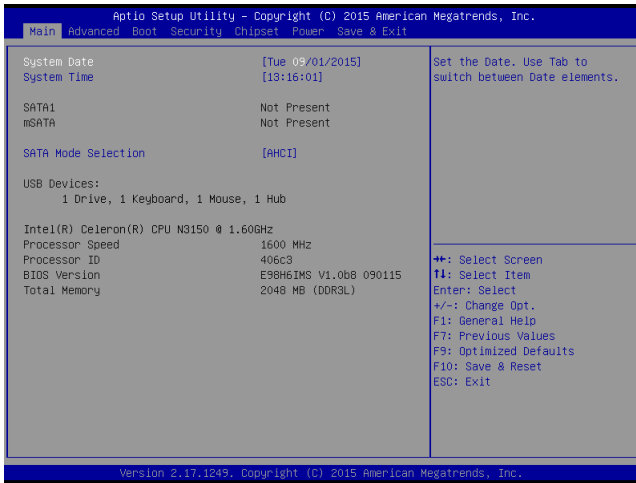 Aptio Setup Utility – Copyright (C) 2015 American Megatrends, Inc.
Main Advanced Boot Security Chipset Power Save & Exit
System Date [Tue 09/01/2015]
System Time [13:16:01]
SATA1 Not Present
mSATA Not Present
SATA Mode Selection [AHCI]
USB Devices:
1 Drive, 1 Keyboard, 1 Mouse, 1 Hub
Intel(R) Celeron(R) CPU N3150 @ 1.60GHz
Processor Speed 1600 MHz
Processor ID 406c3
BIOS Version E98H6IMS V1.0b8 090115
Total Memory 2048 MB (DDR3L)
Set the Date. Use Tab to
switch between Date elements.
→←: Select Screen
↑↓: Select Item
Enter: Select
+/-: Change Opt.
F1: General Help
F7: Previous Values
F9: Optimized Defaults
F10: Save & Reset
ESC: Exit
Version 2.17.1249. Copyright (C) 2015 American Megatrends, Inc.